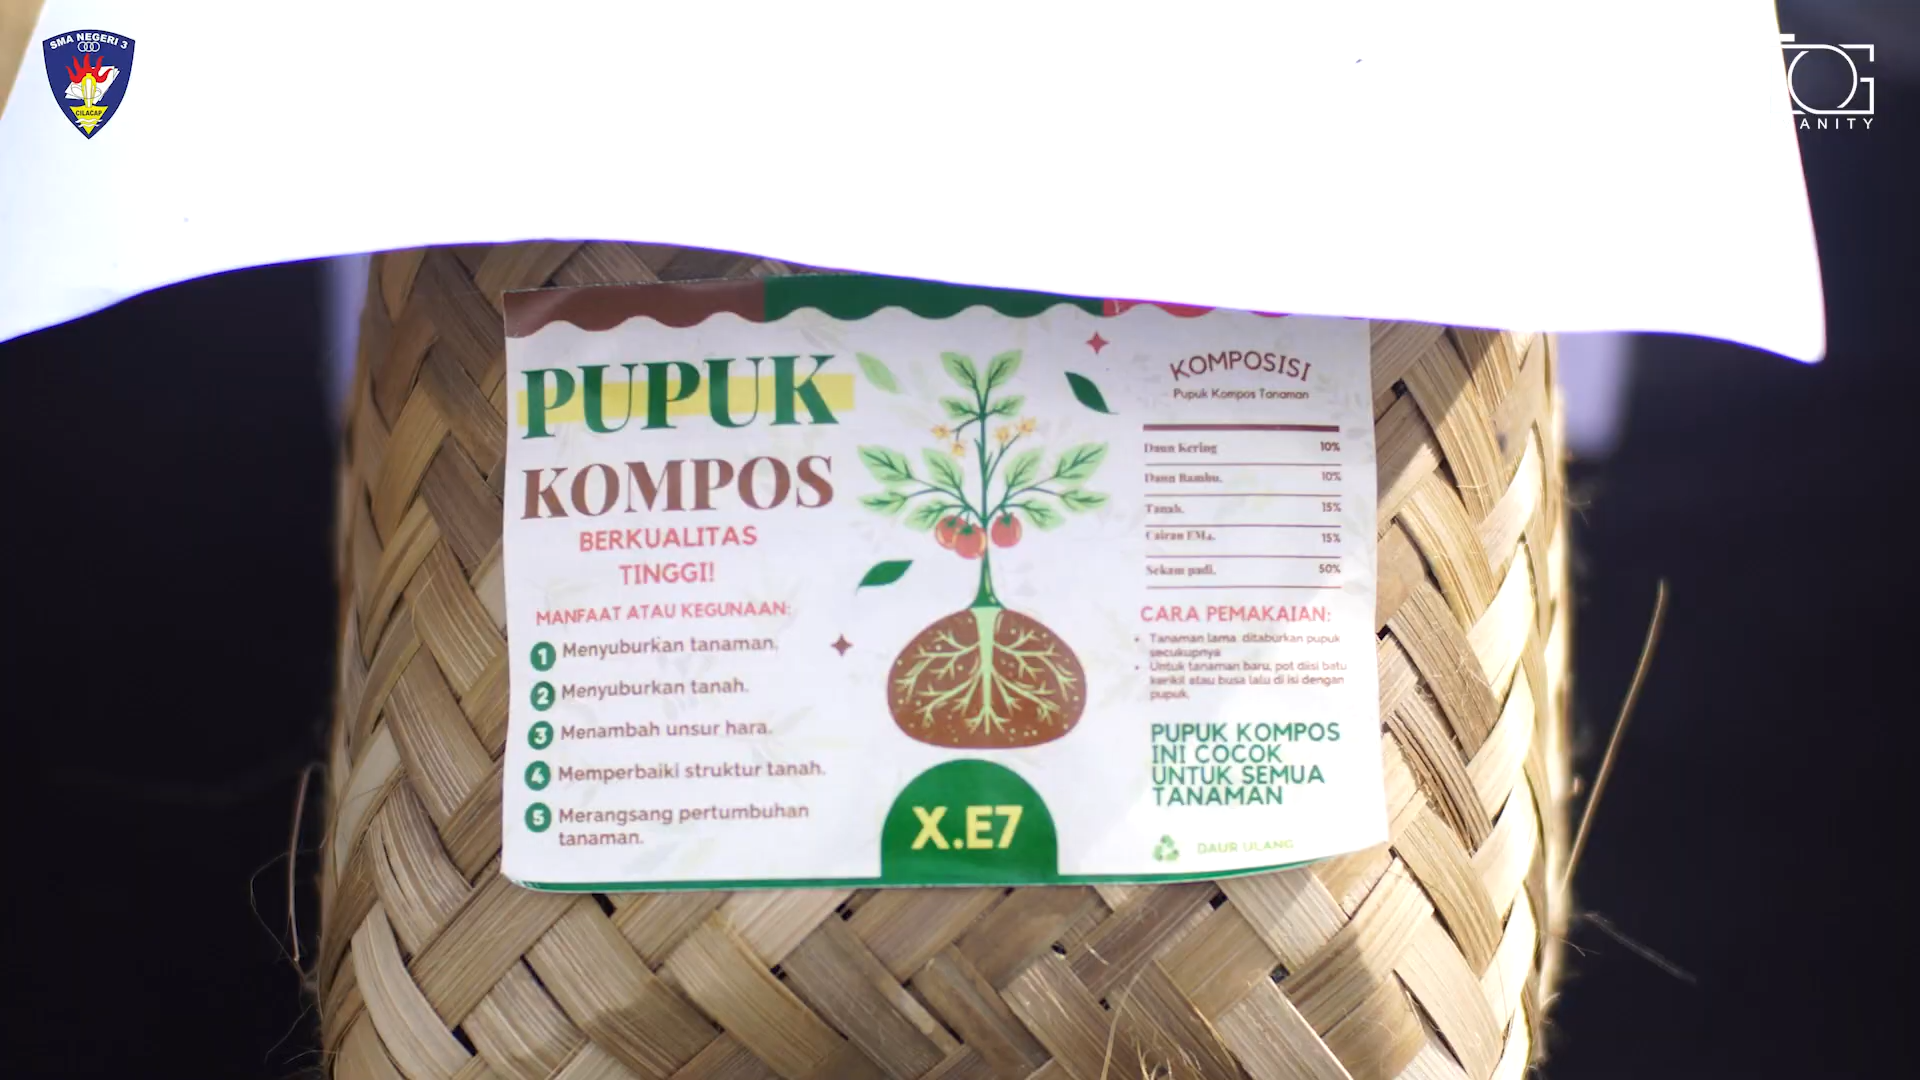 SMA NEGERI 3
CILACAP
OG
ANITY
PUPUK
KOMPOS
BERKUALITAS
TINGGI!
MANFAAT ATAU KEGUNAAN:
1 Menyuburkan tanaman.
2 Menyuburkan tanah.
3 Menambah unsur hara.
4 Memperbaiki struktur tanah.
5 Merangsang pertumbuhan
tanaman.
X.E7
KOMPOSISI
Pupuk Kompos Tanaman
Daun Kering 10%
Daun Bambu. 10%
Tanah. 15%
Cairan EM4. 15%
Sekam padi. 50%
CARA PEMAKAIAN:
• Tanaman lama ditaburkan pupuk
secukupnya
• Untuk tanaman baru, pot diisi batu
kerikil atau busa lalu di isi dengan
pupuk.
PUPUK KOMPOS
INI COCOK
UNTUK SEMUA
TANAMAN
DAUR ULANG